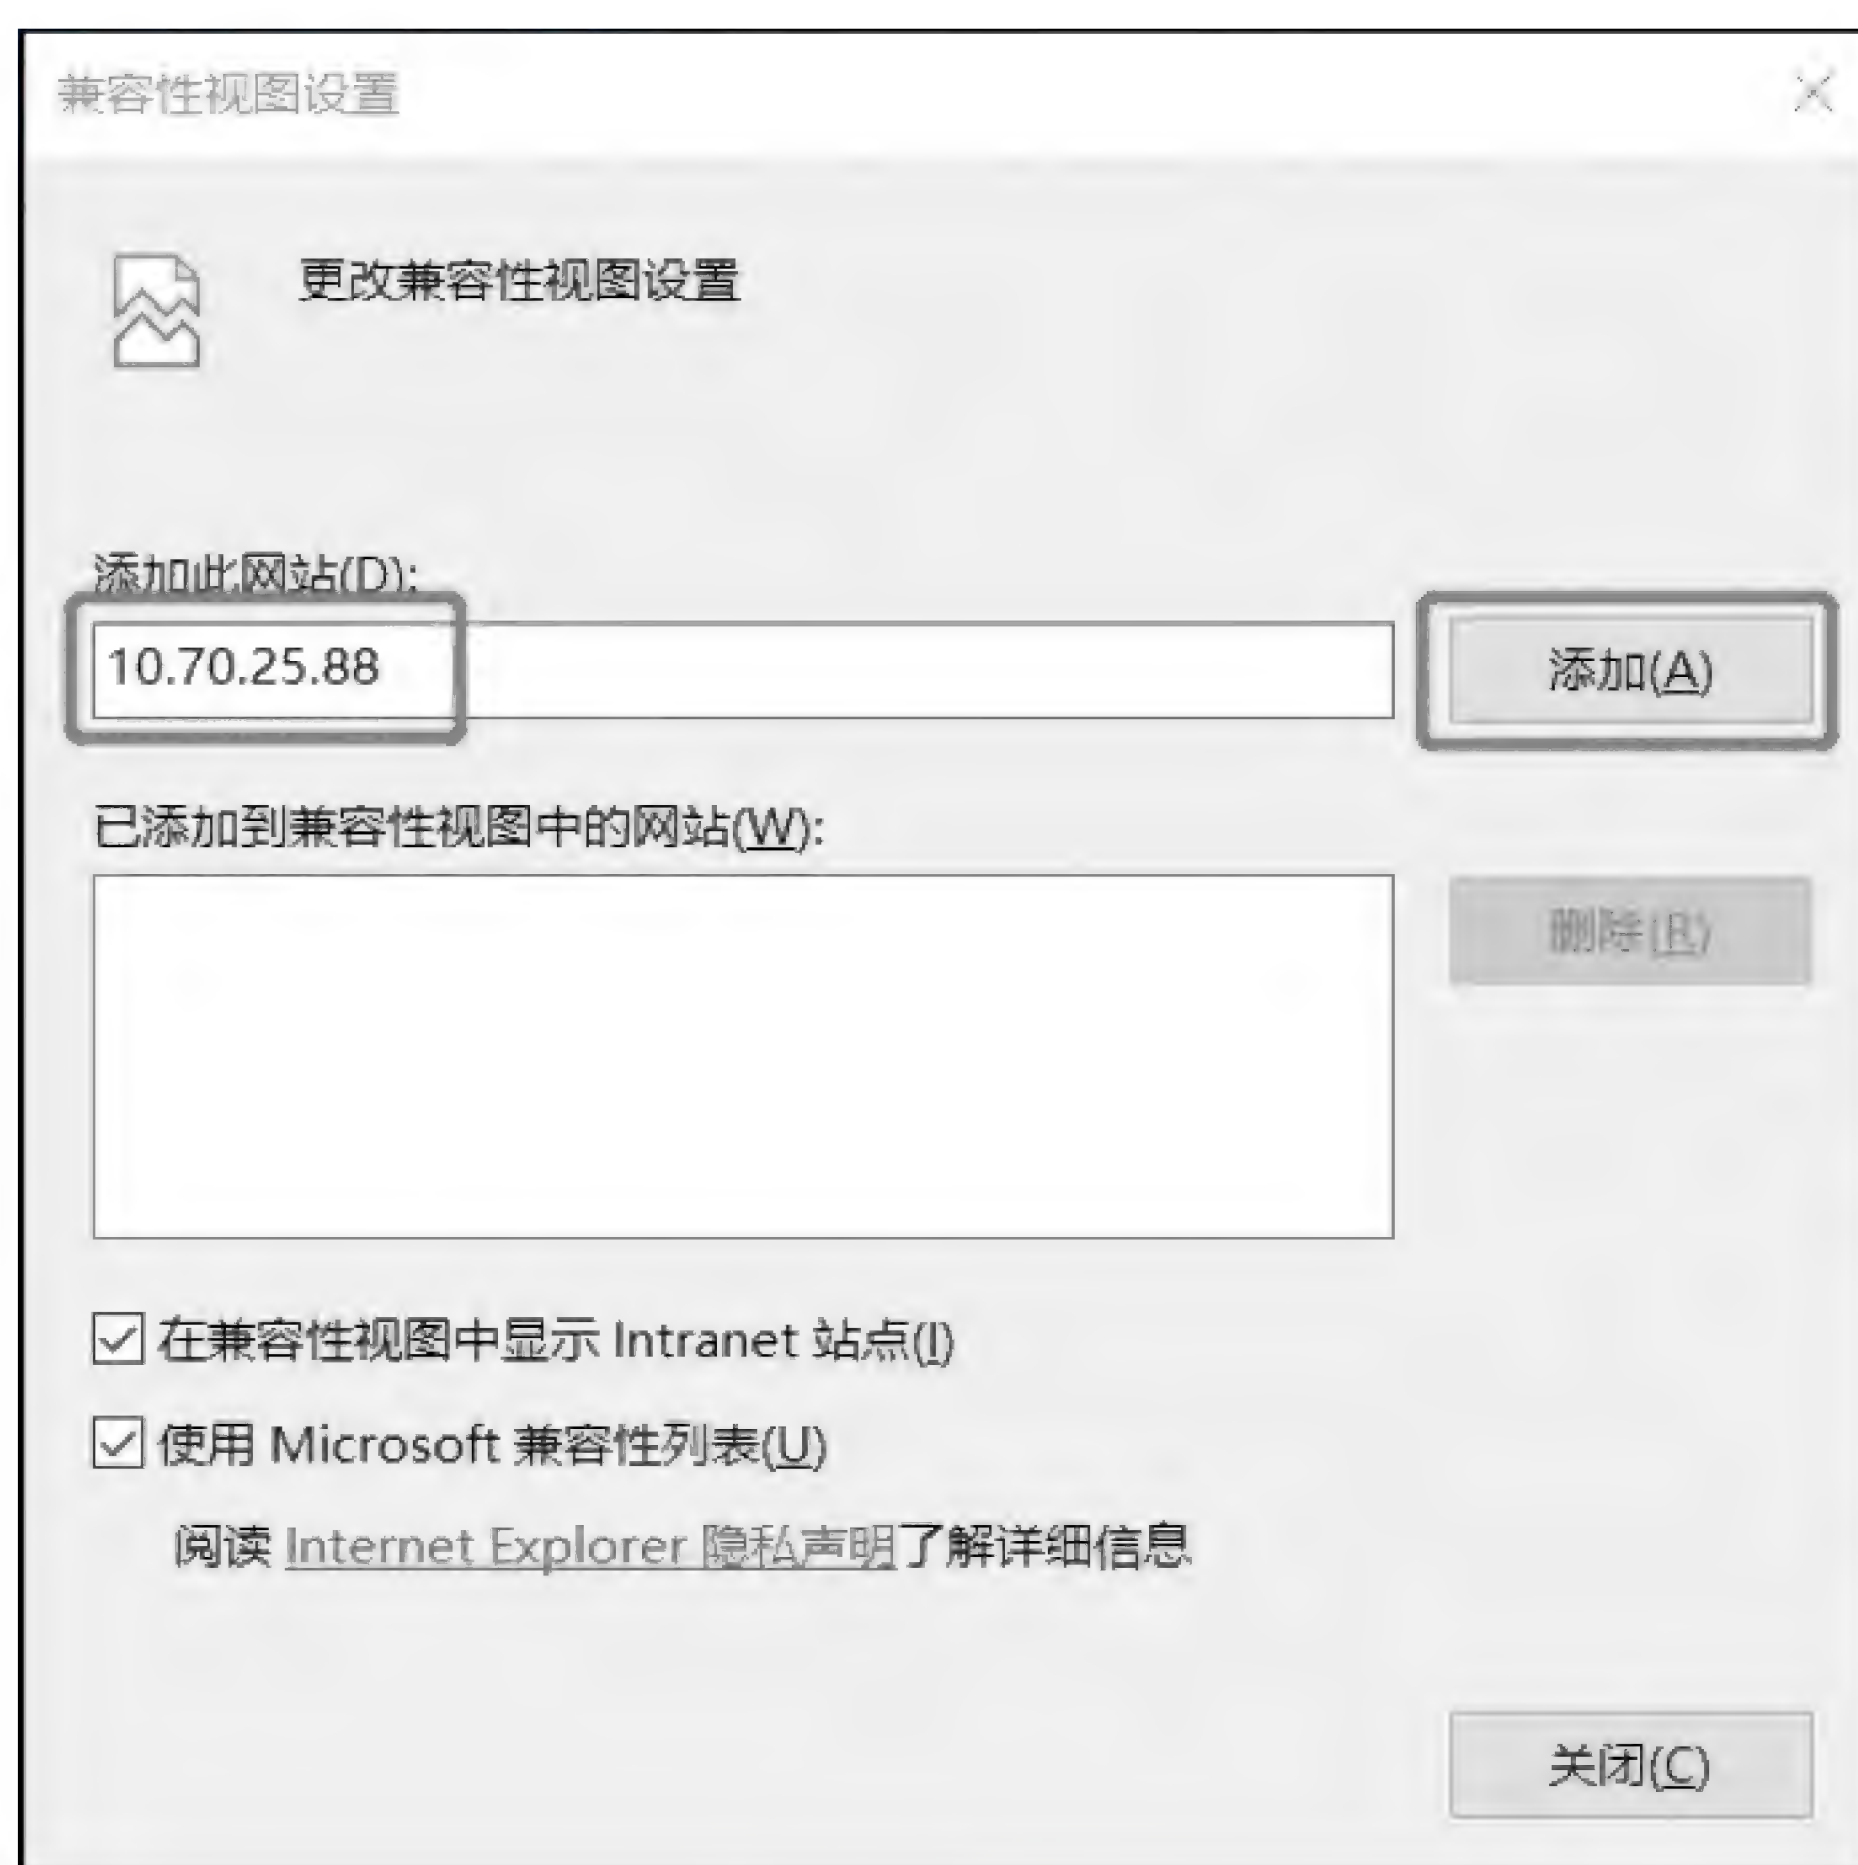 兼容性视图设置
更改兼容性视图设置
添加此网站(D):
10.70.25.88
添加(A)
已添加到兼容性视图中的网站(W):
删除(R)
在兼容性视图中显示 Intranet 站点(I)
使用 Microsoft 兼容性列表(U)
阅读 Internet Explorer 隐私声明了解详细信息
关闭(C)